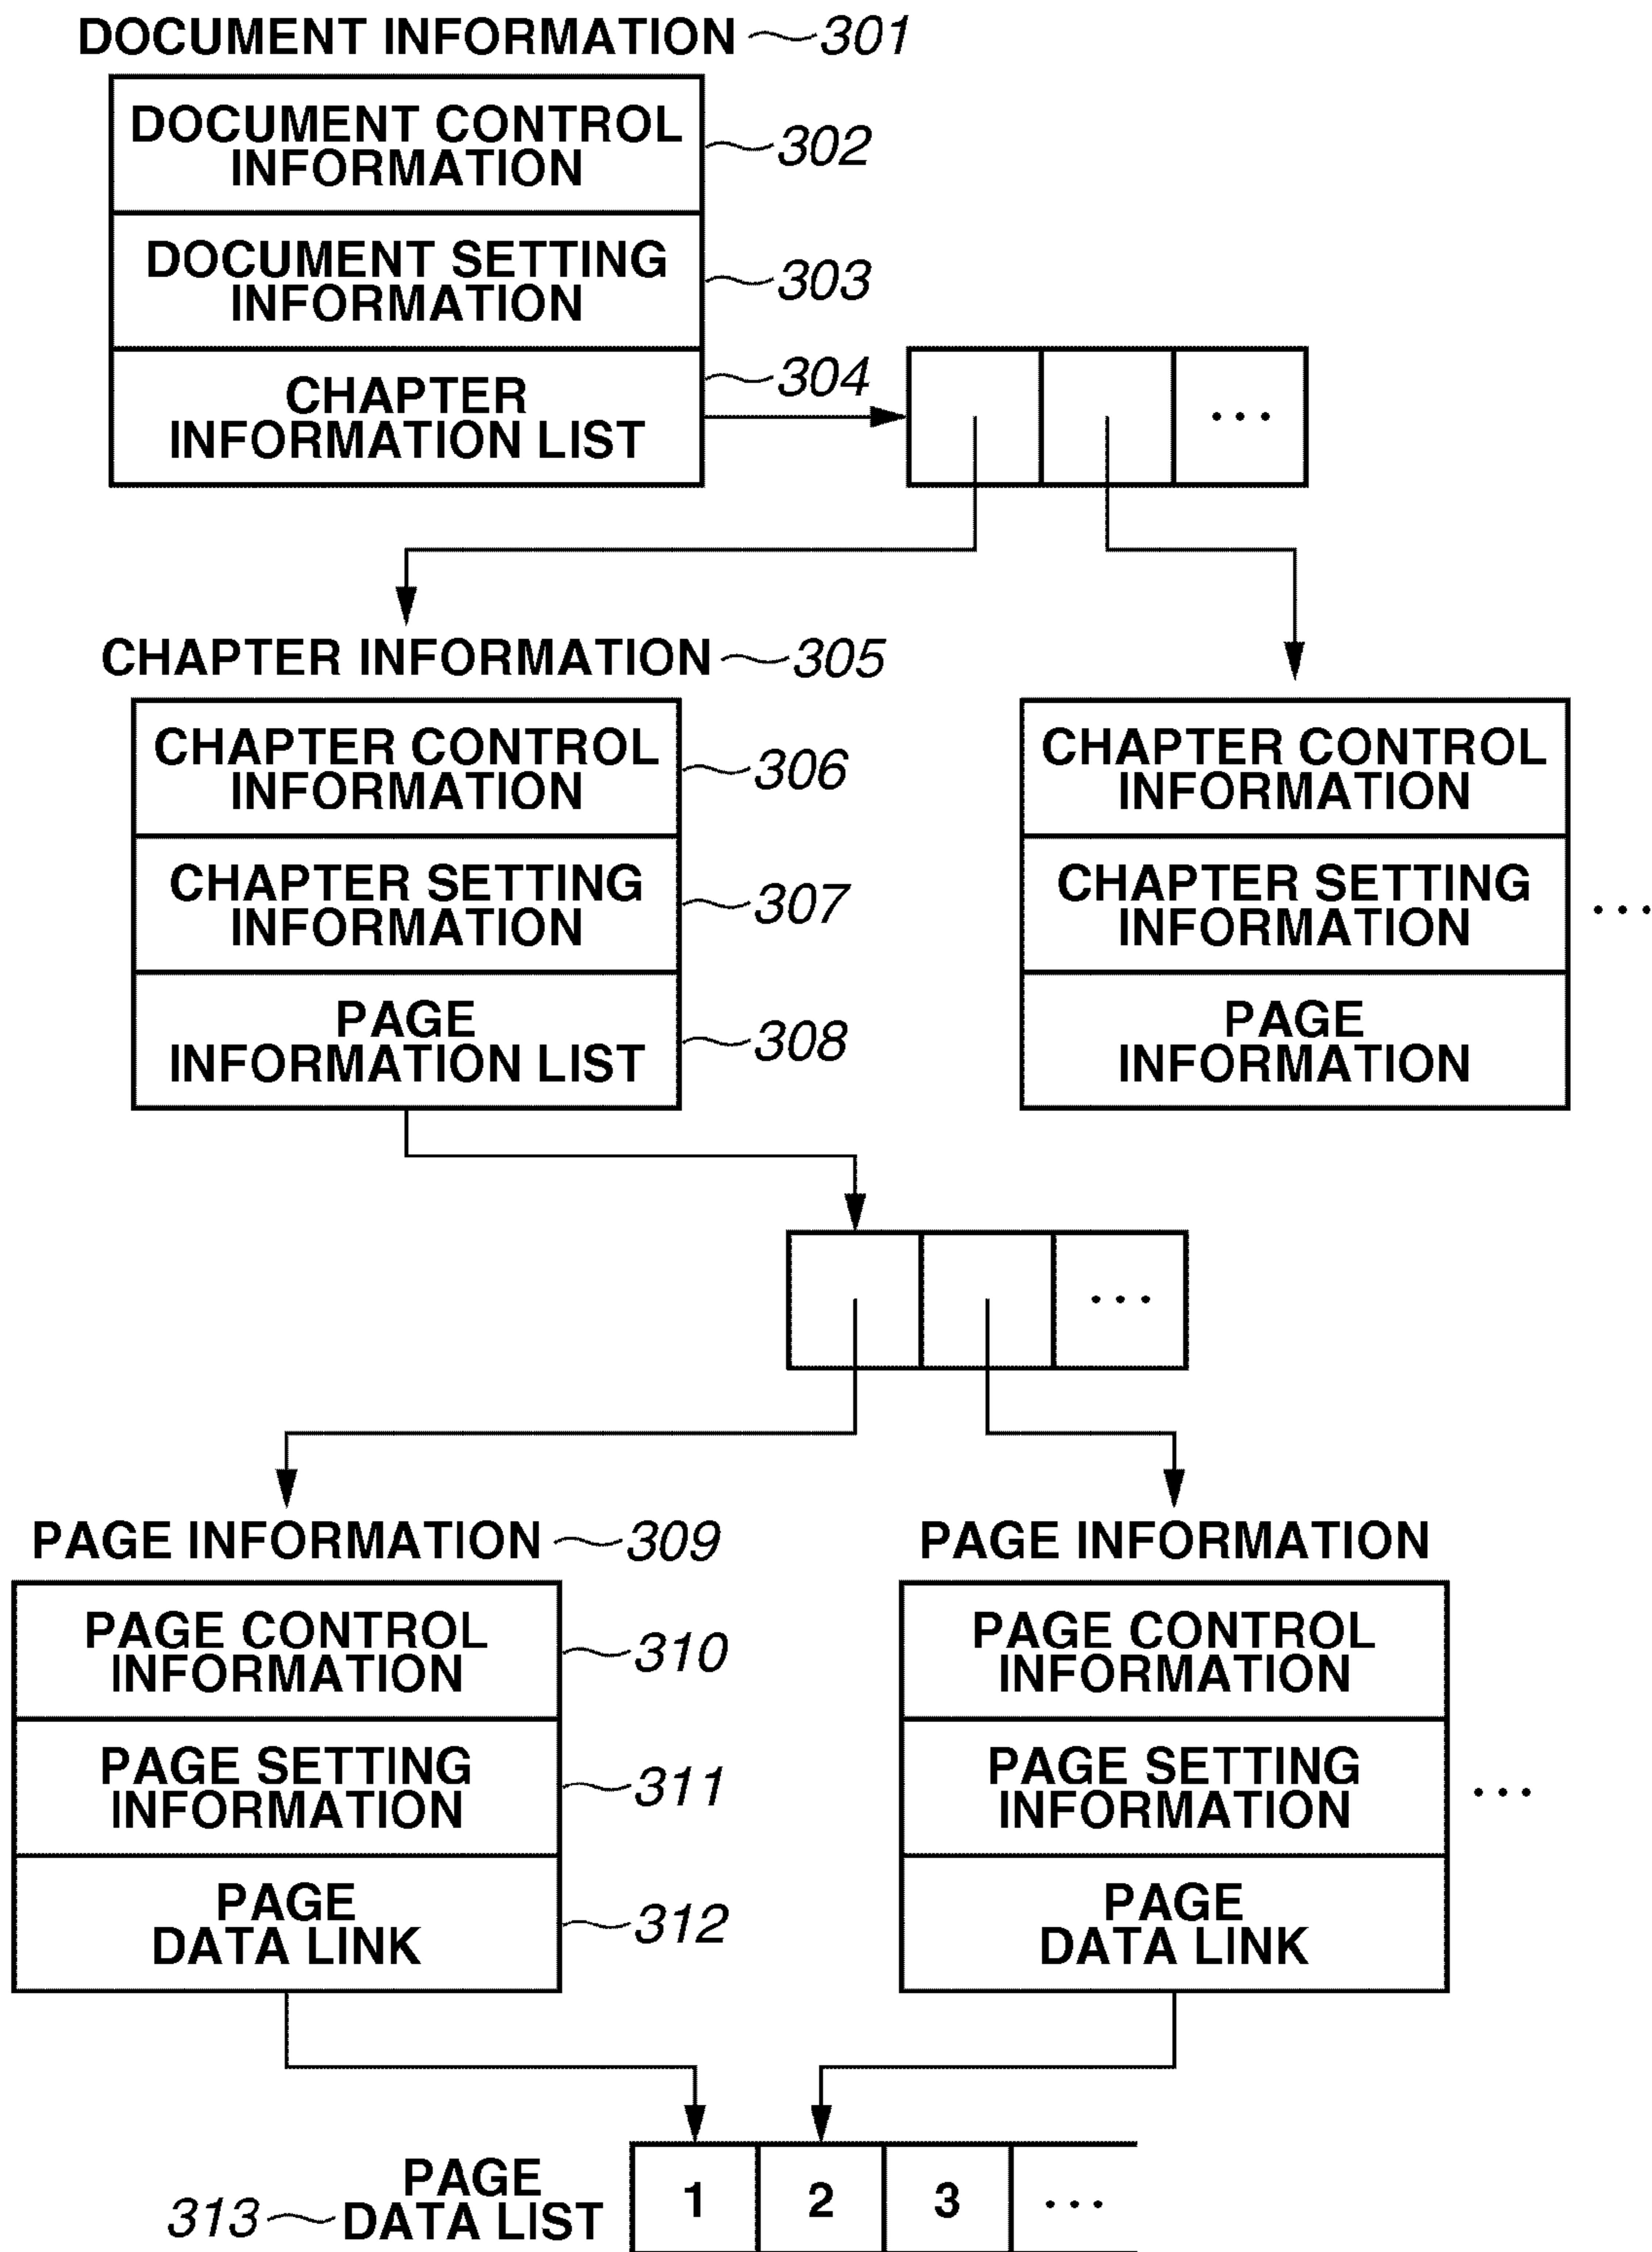 DOCUMENT INFORMATION 301
DOCUMENT CONTROL
INFORMATION
302
DOCUMENT SETTING
INFORMATION
303
CHAPTER
INFORMATION LIST
304
...
CHAPTER INFORMATION 305
CHAPTER CONTROL
INFORMATION
306
CHAPTER SETTING
INFORMATION
307
PAGE
INFORMATION LIST
308
CHAPTER CONTROL
INFORMATION
CHAPTER SETTING
INFORMATION
...
PAGE
INFORMATION
...
PAGE INFORMATION 309
PAGE CONTROL
INFORMATION
310
PAGE SETTING
INFORMATION
311
PAGE
DATA LINK
312
PAGE INFORMATION
PAGE CONTROL
INFORMATION
PAGE SETTING
INFORMATION
...
PAGE
DATA LINK
PAGE
313 DATA LIST
1 2 3 ...